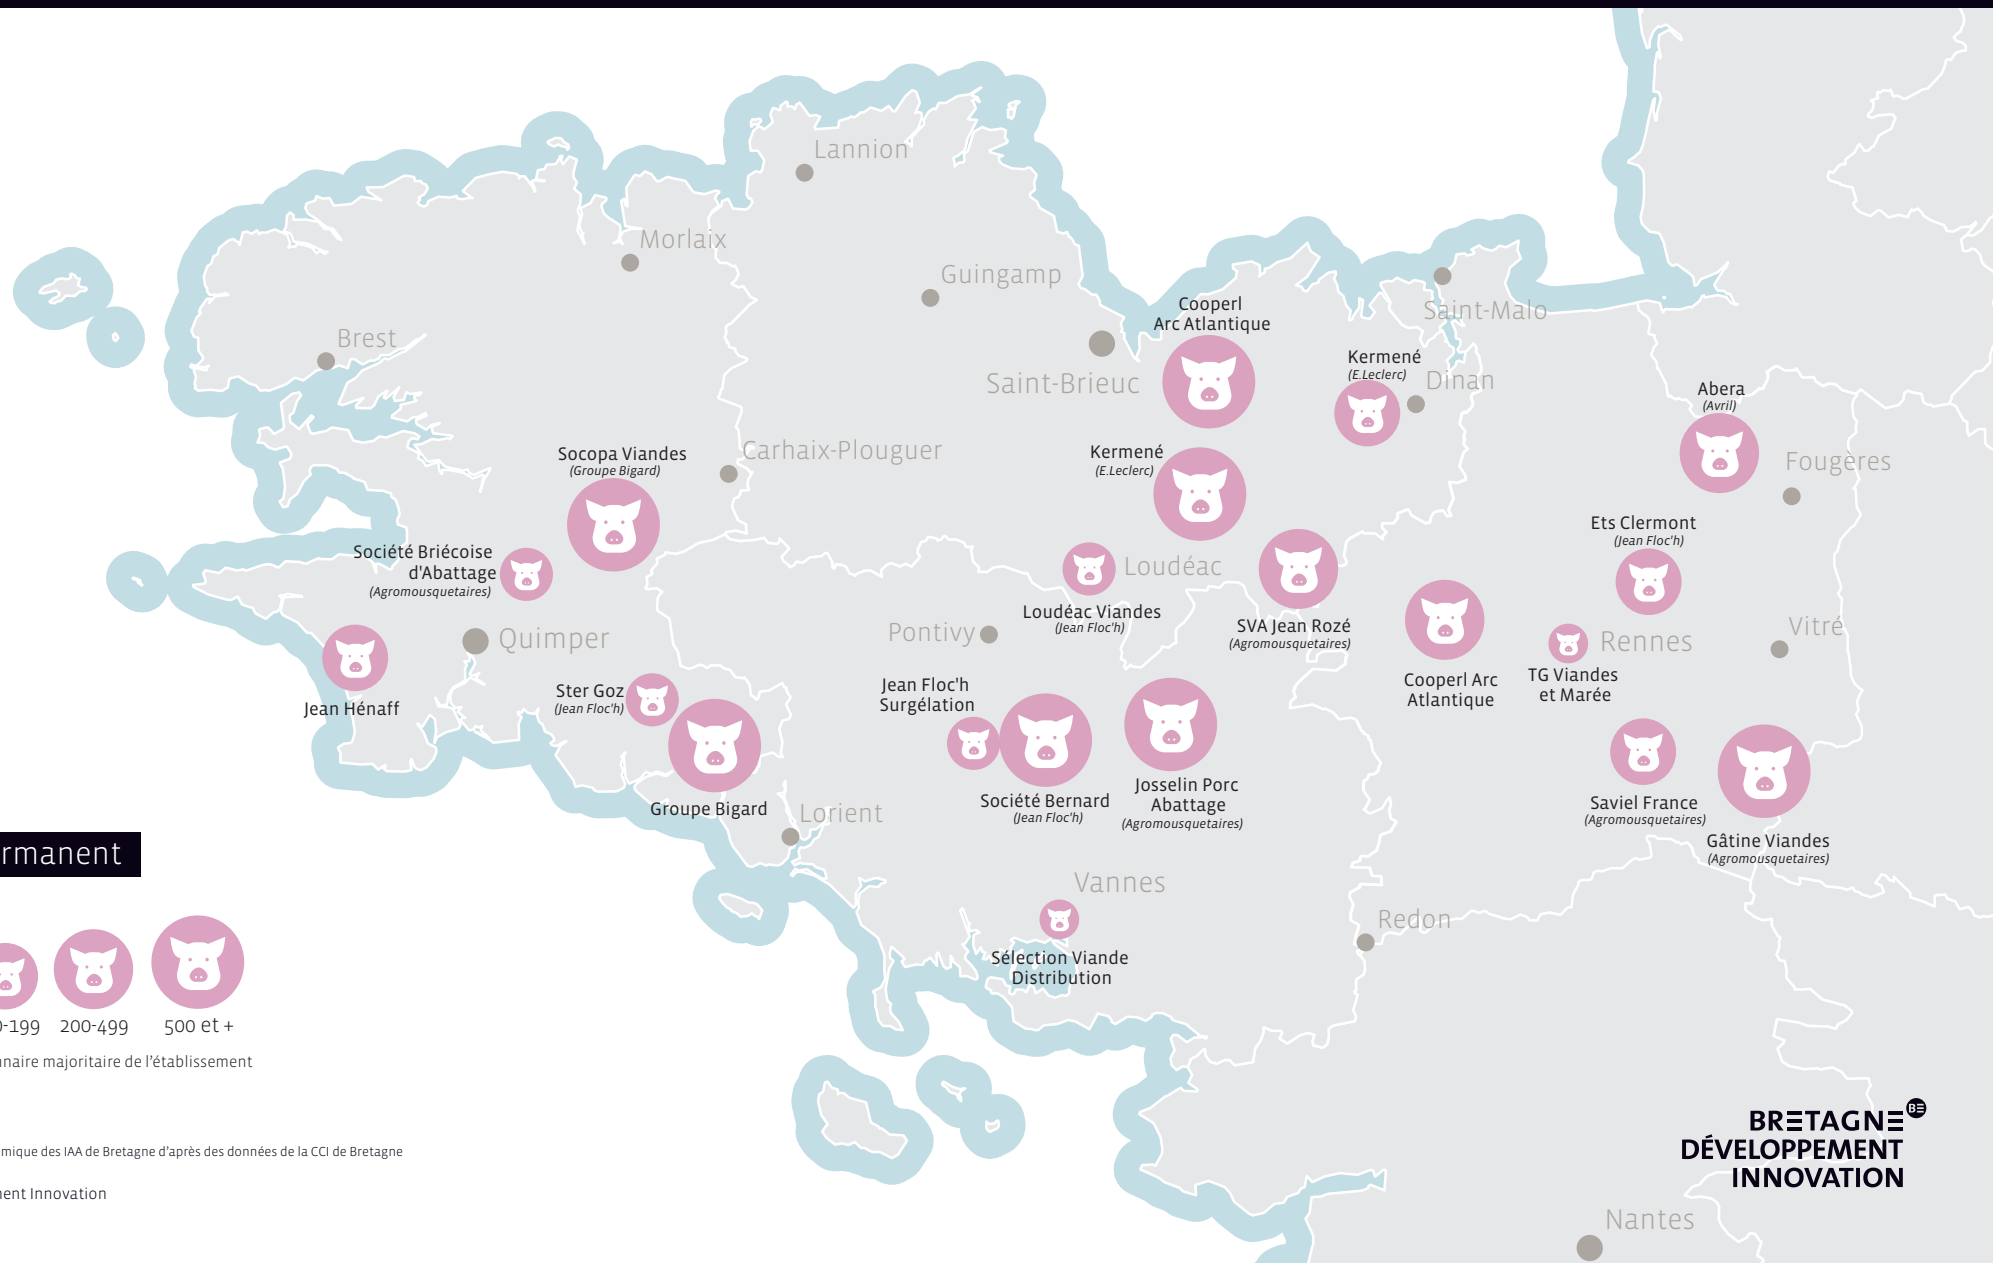 Lannion
Morlaix
Guingamp
Cooperl
Arc Atlantique
Saint-Malo
Brest
Kermené
(E.Leclerc)
Dinan
Saint-Brieuc
Abera
(Avril)
Carhaix-Plouguer
Socopa Viandes
(Groupe Bigard)
Kermené
(E.Leclerc)
Fougères
Ets Clermont
(Jean Floc'h)
Société Briécoise
d'Abattage
(Agromousquetaires)
Loudéac
Loudéac Viandes
(Jean Floc'h)
SVA Jean Rozé
(Agromousquetaires)
Pontivy
Quimper
Rennes
Vitré
Cooperl Arc
Atlantique
TG Viandes
et Marée
Jean Hénaff
Ster Goz
(Jean Floc'h)
Jean Floc'h
Surgélation
Groupe Bigard
Lorient
Société Bernard
(Jean Floc'h)
Josselin Porc
Abattage
(Agromousquetaires)
Saviel France
(Agromousquetaires)
Gâtine Viandes
(Agromousquetaires)
rmanent
Vannes
Redon
Sélection Viande
Distribution
-199
200-499
500 et +
nnaire majoritaire de l'établissement
mique des IAA de Bretagne d'après des données de la CCI de Bretagne
ment Innovation
BRETAGNE
DÉVELOPPEMENT
INNOVATION
Nantes